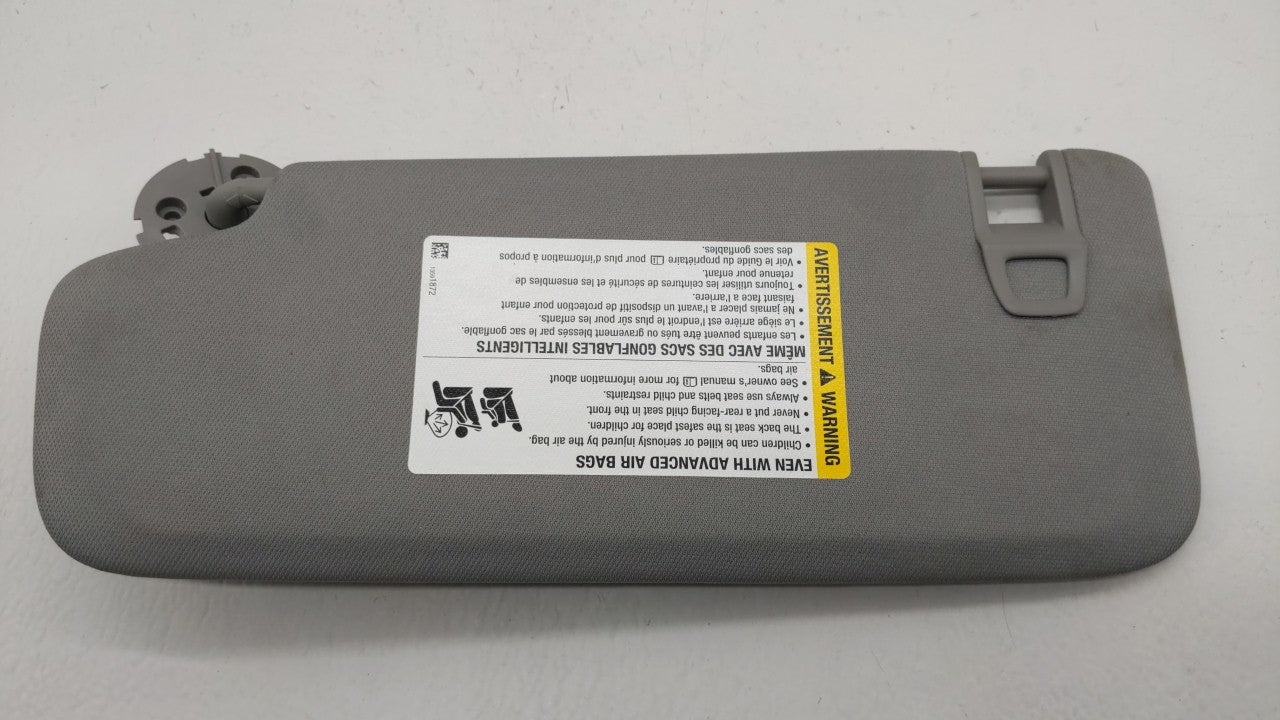 WARNING ⚠ AVERTISSEMENT
EVEN WITH ADVANCED AIR BAGS
• Children can be killed or seriously injured by the air bag.
• The back seat is the safest place for children.
• Never put a rear-facing child seat in the front.
• Always use seat belts and child restraints.
• See owner's manual for more information about
air bags.
MÊME AVEC DES SACS GONFLABLES INTELLIGENTS
• Les enfants peuvent être tués ou gravement blessés par le sac gonflable.
• Le siège arrière est l'endroit le plus sûr pour les enfants.
• Ne jamais placer a l'avant un dispositif de protection pour enfant
faisant face a l'arriere.
• Toujours utiliser les ceintures de sécurité et les ensembles de
retenue pour enfant.
• Voir le Guide du propriétaire pour plus d'information à propos
des sacs gonflables.